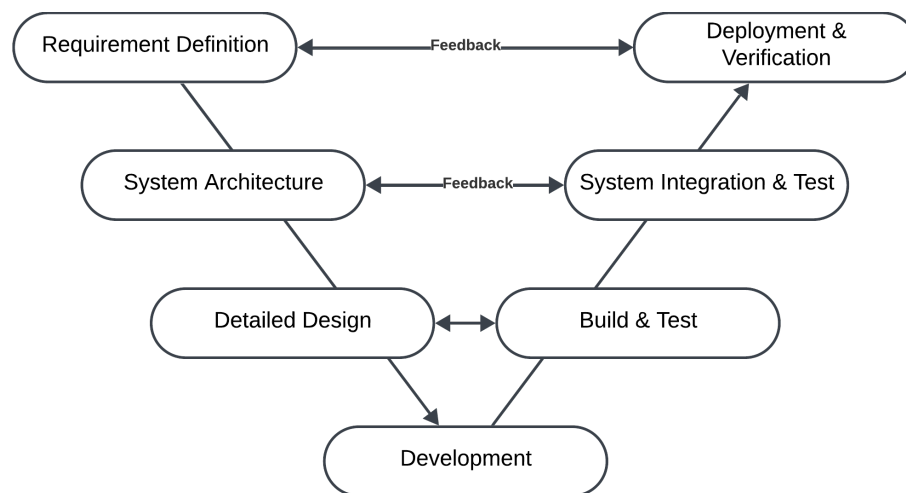 Requirement Definition
Feedback
Deployment &
Verification
System Architecture
Feedback
System Integration & Test
Detailed Design
Build & Test
Development